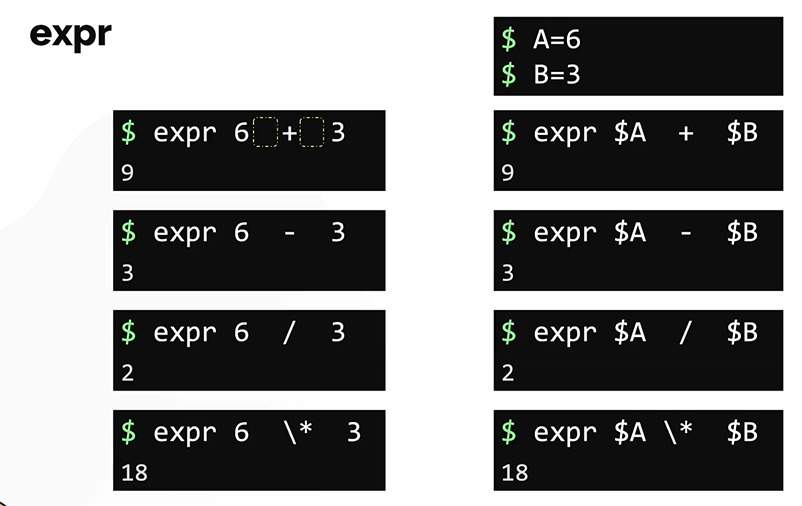 expr
$ expr 6 + 3
9
$ expr 6 - 3
3
$ expr 6 / 3
2
$ expr 6 \* 3
18
$ A=6
$ B=3
$ expr $A + $B
9
$ expr $A - $B
3
$ expr $A / $B
2
$ expr $A \* $B
18